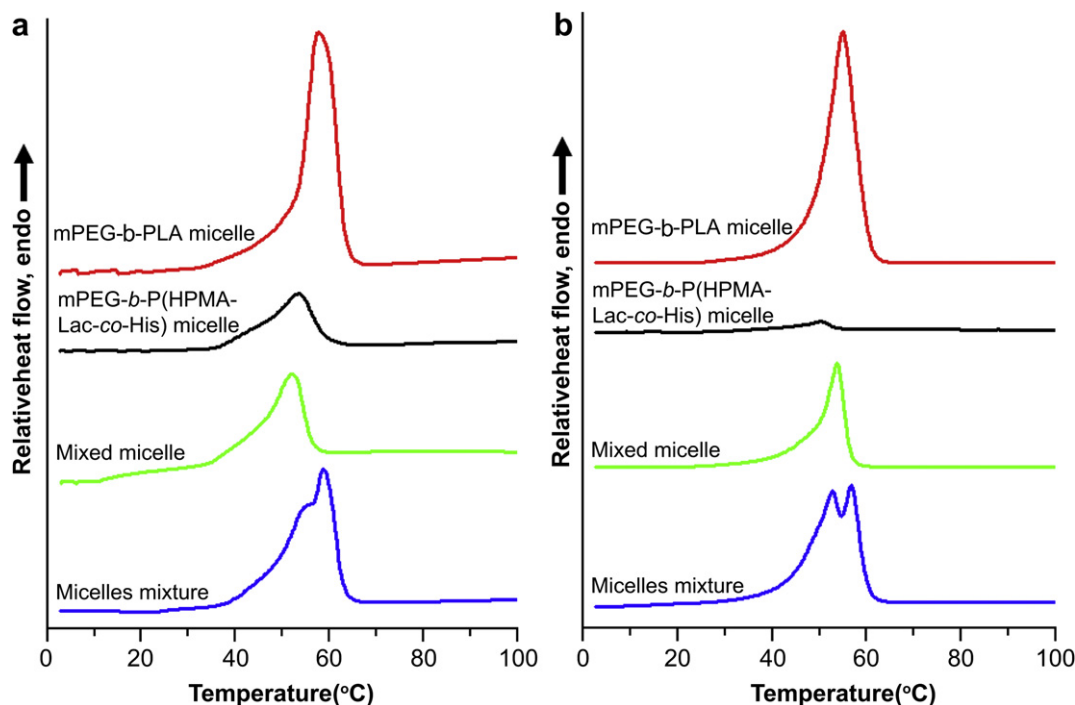 a
Relativeheat flow, endo
mPEG-b-PLA micelle
mPEG-b-P(HPMA-
Lac-co-His) micelle
Mixed micelle
Micelles mixture
0 20 40 60 80 100
Temperature(°C)
b
Relativeheat flow, endo
mPEG-b-PLA micelle
mPEG-b-P(HPMA-
Lac-co-His) micelle
Mixed micelle
Micelles mixture
0 20 40 60 80 100
Temperature(°C)